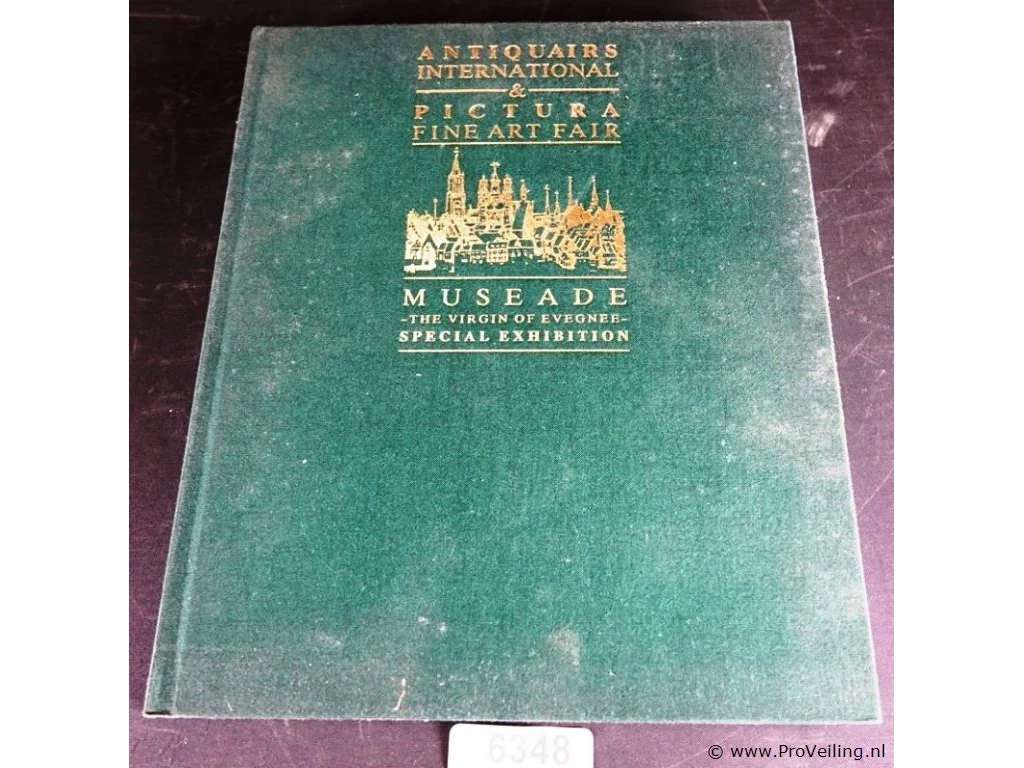 ANTIQUAIRS
INTERNATIONAL
&
PICTURA
FINE ART FAIR
MUSEADE
-THE VIRGIN OF EVEGNEE-
SPECIAL EXHIBITION
6348
© www.ProVeiling.nl